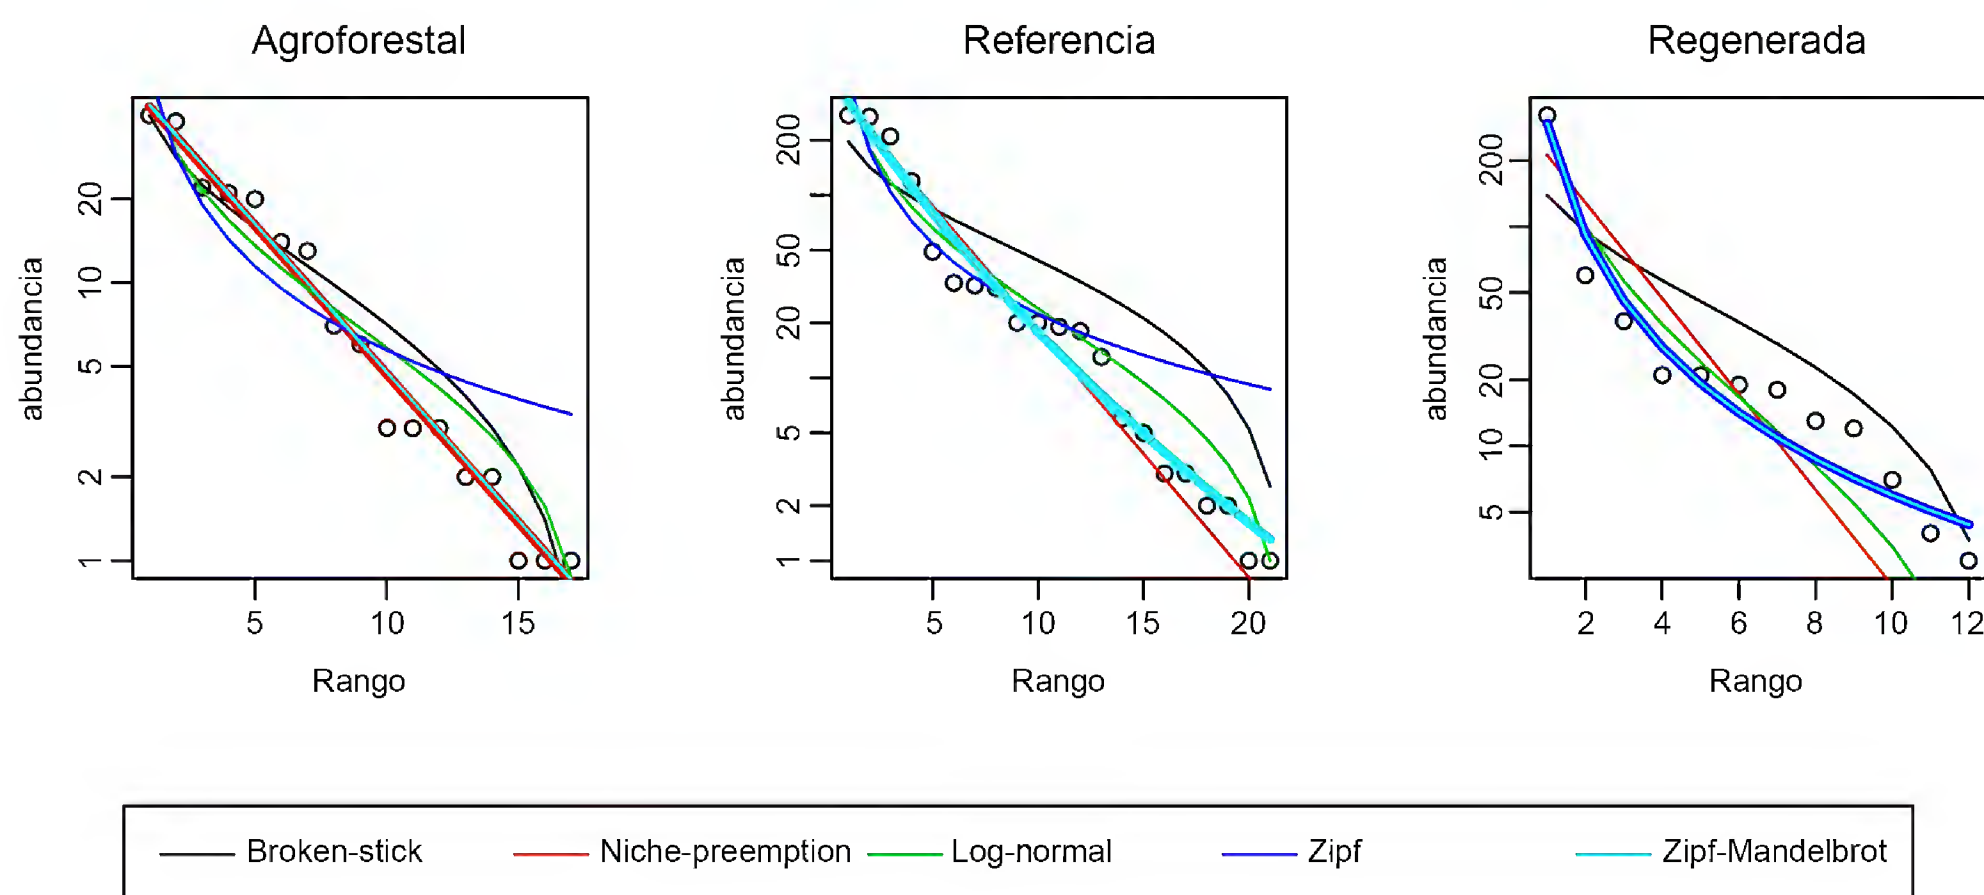 Agroforestal
abundancia
20
10
5
2
1
5 10 15
Rango
Referencia
abundancia
200
50
20
5
2
1
5 10 15 20
Rango
Regenerada
abundancia
200
50
20
10
5
2 4 6 8 10 12
Rango
Broken-stick Niche-preemption Log-normal Zipf Zipf-Mandelbrot